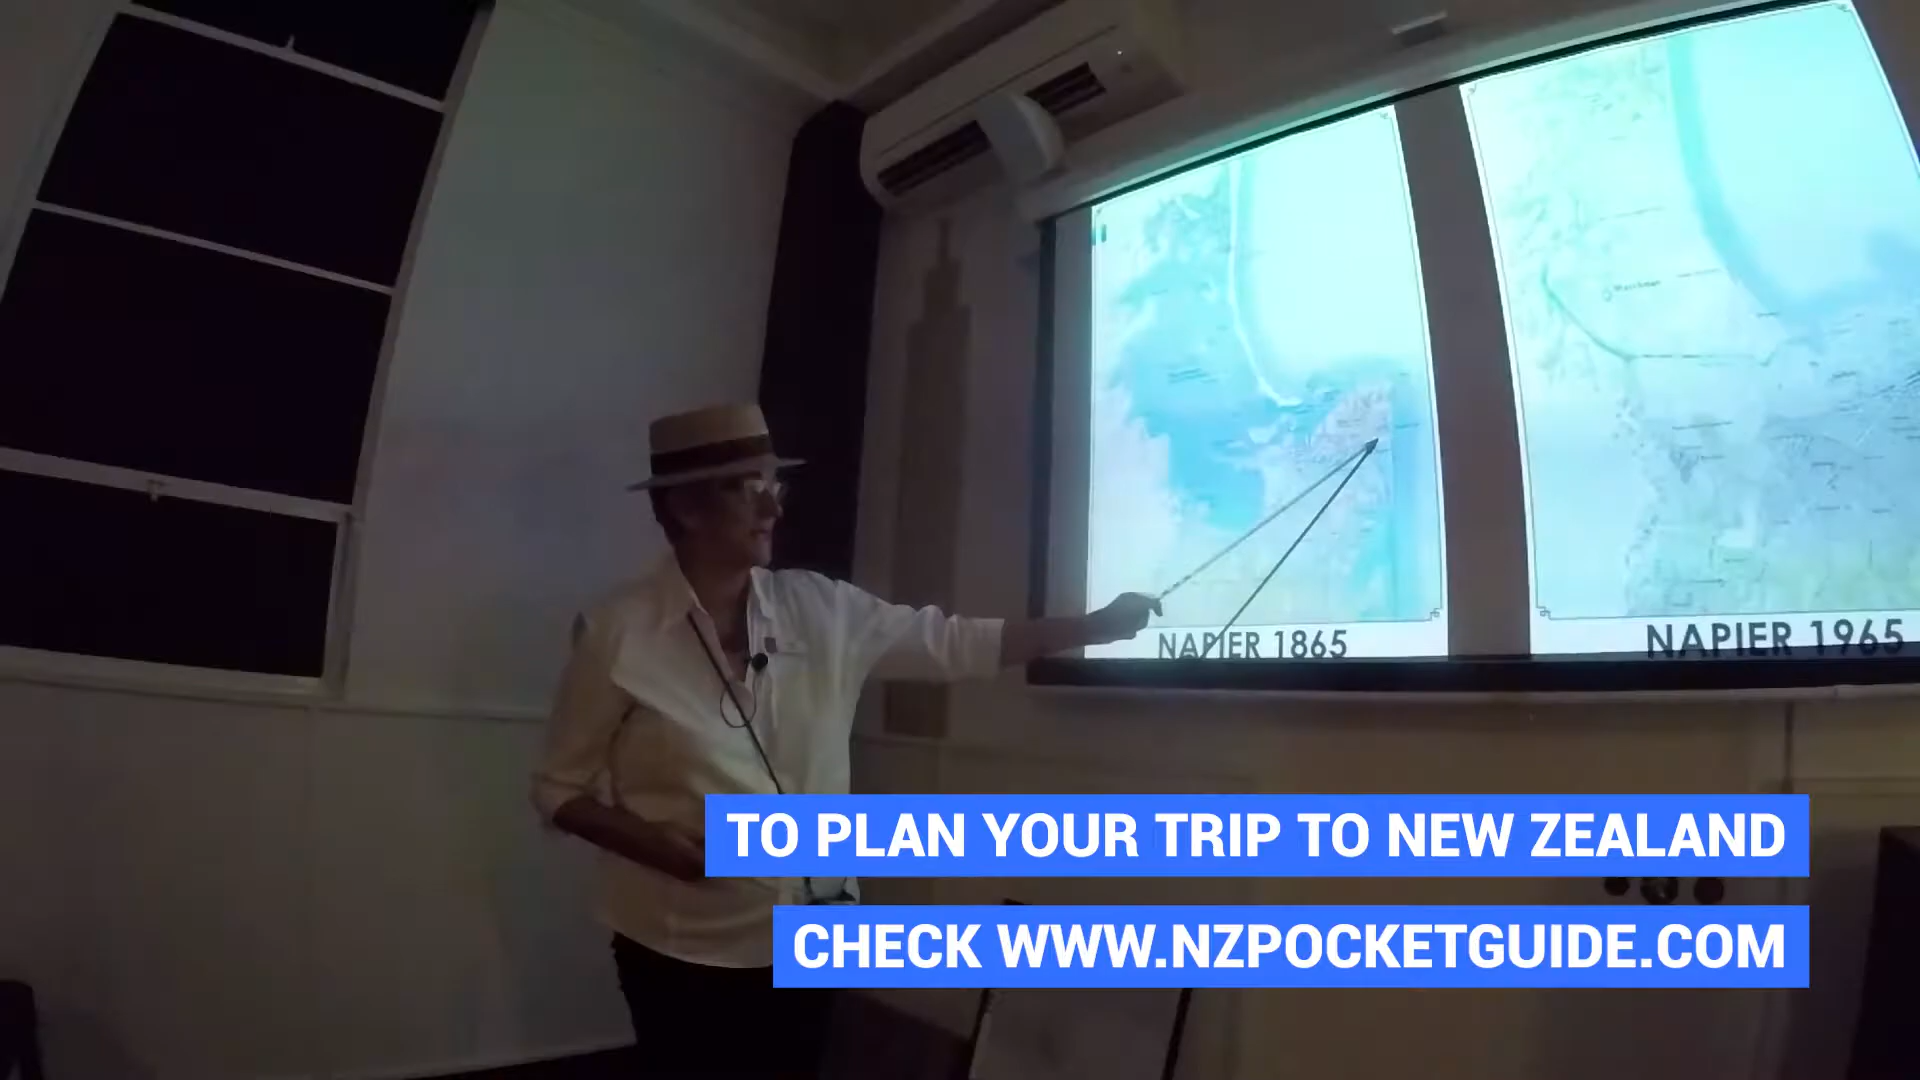 NAPIER 1865
NAPIER 1965
TO PLAN YOUR TRIP TO NEW ZEALAND
CHECK WWW.NZPOCKETGUIDE.COM